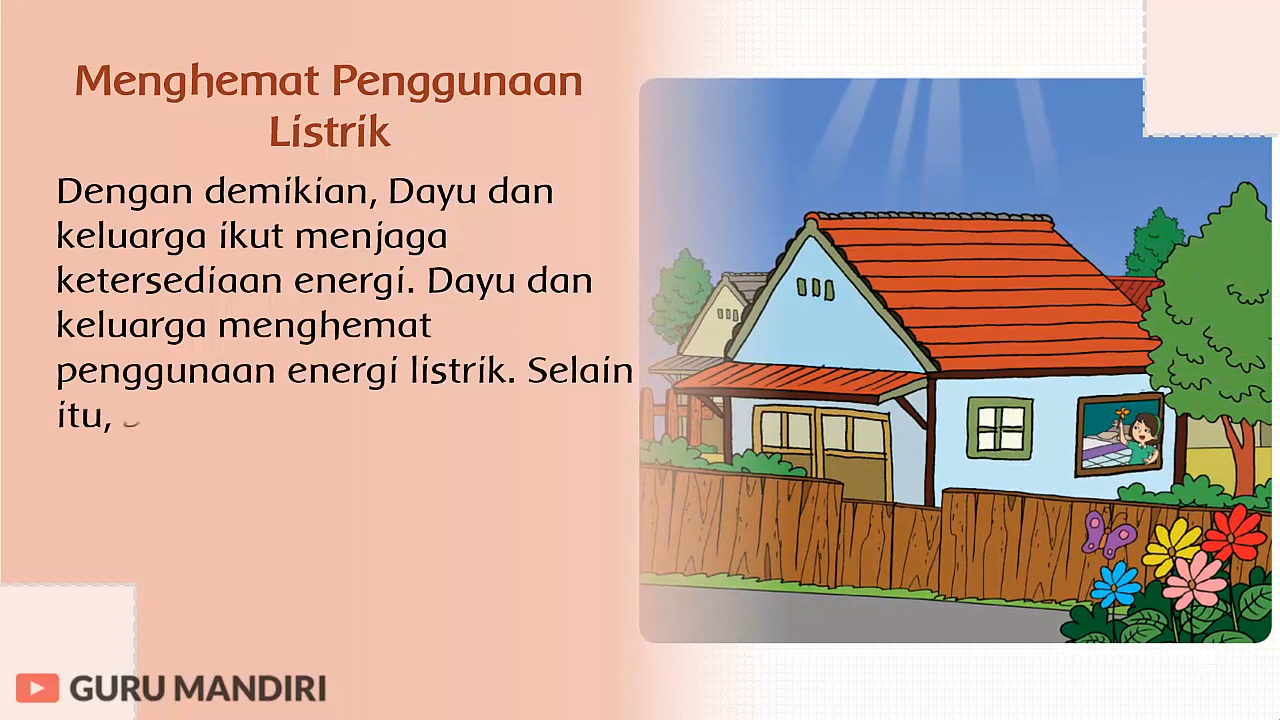 Menghemat Penggunaan
Listrik
Dengan demikian, Dayu dan
keluarga ikut menjaga
ketersediaan energi. Dayu dan
keluarga menghemat
penggunaan energi listrik. Selain
itu,
GURU MANDIRI